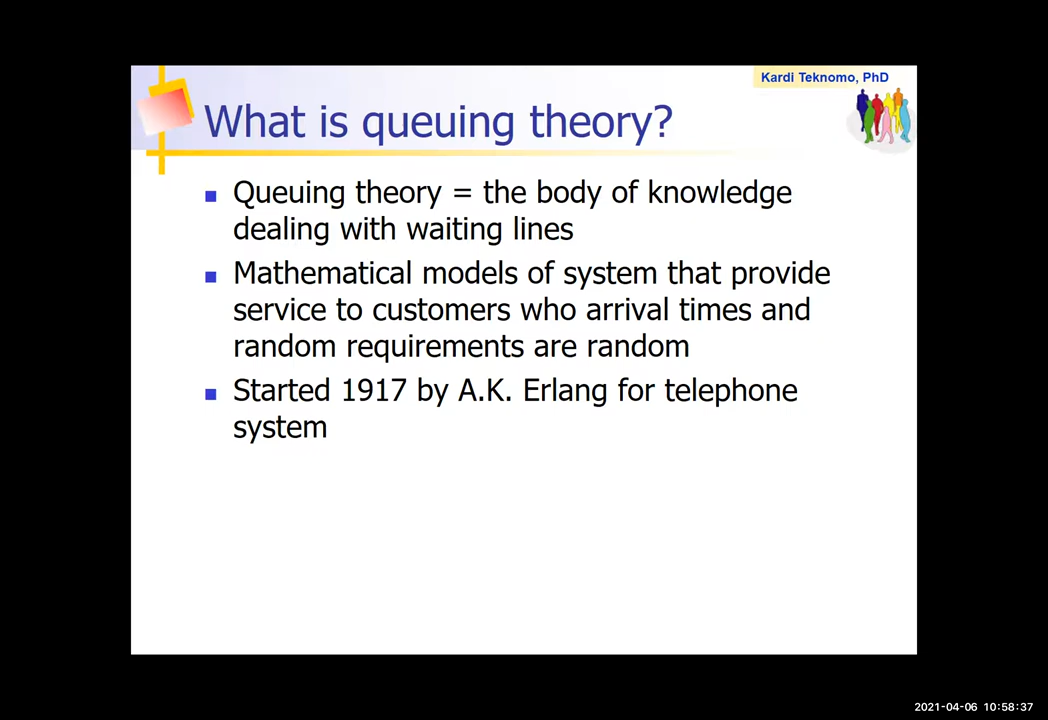 Kardi Teknomo, PhD
What is queuing theory?
Queuing theory = the body of knowledge
dealing with waiting lines
Mathematical models of system that provide
service to customers who arrival times and
random requirements are random
Started 1917 by A.K. Erlang for telephone
system
2021-04-06 10:58:37